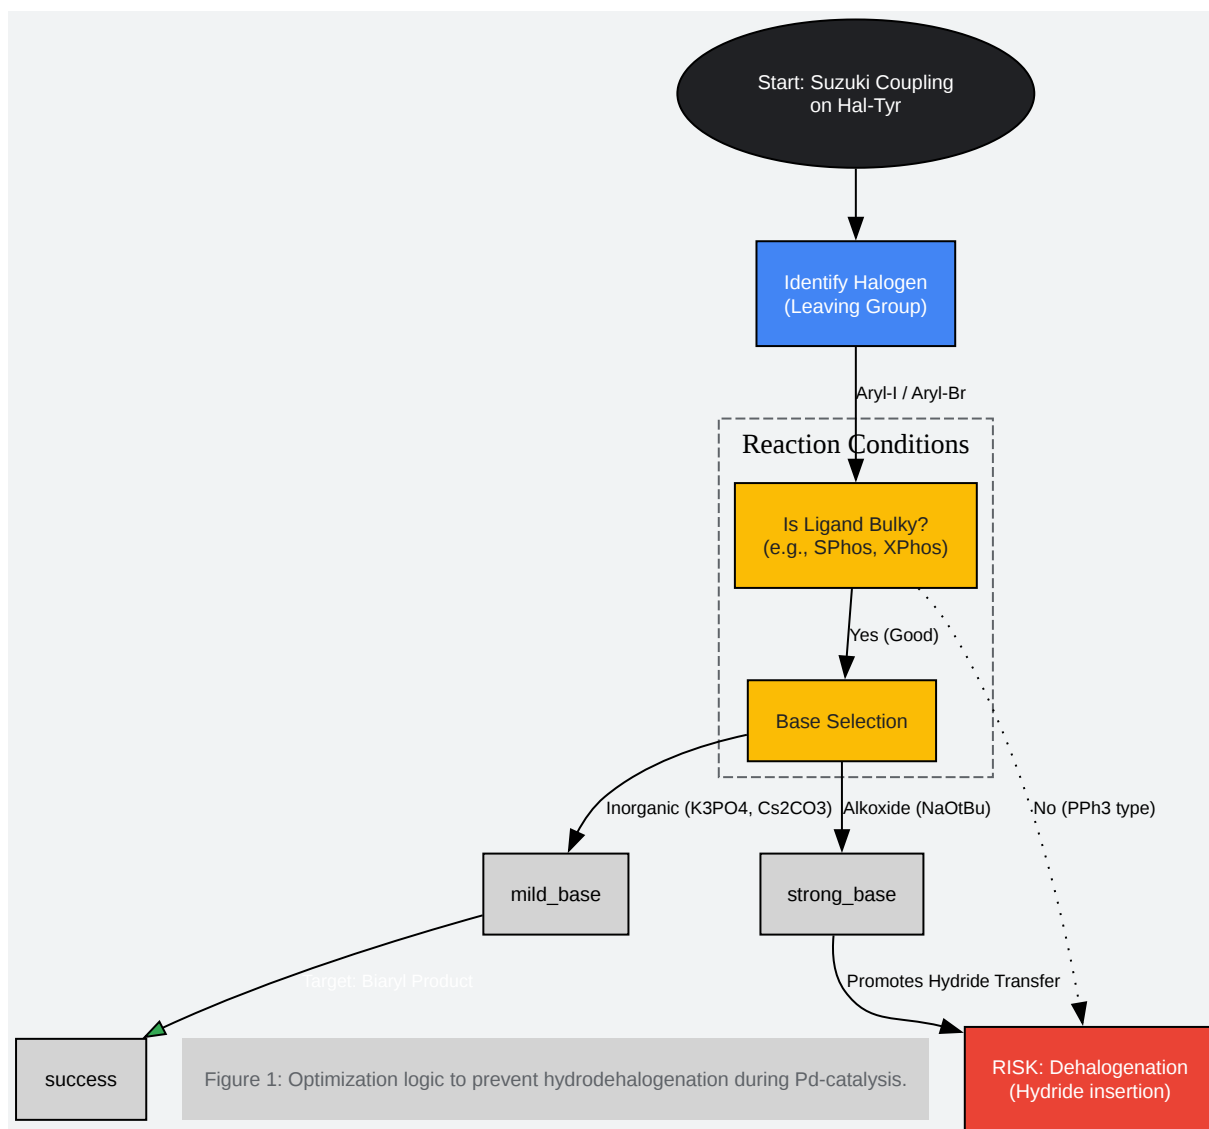 Start: Suzuki Coupling
on Hal-Tyr
Identify Halogen
(Leaving Group)
Aryl-I / Aryl-Br
Reaction Conditions
Is Ligand Bulky?
(e.g., SPhos, XPhos)
Yes (Good)
Base Selection
Inorganic (K3PO4, Cs2CO3)
Alkoxide (NaOtBu)
No (PPh3 type)
mild_base
strong_base
Target: Biaryl Product
Promotes Hydride Transfer
success
Figure 1: Optimization logic to prevent hydrodehalogenation during Pd-catalysis.
RISK: Dehalogenation
(Hydride insertion)